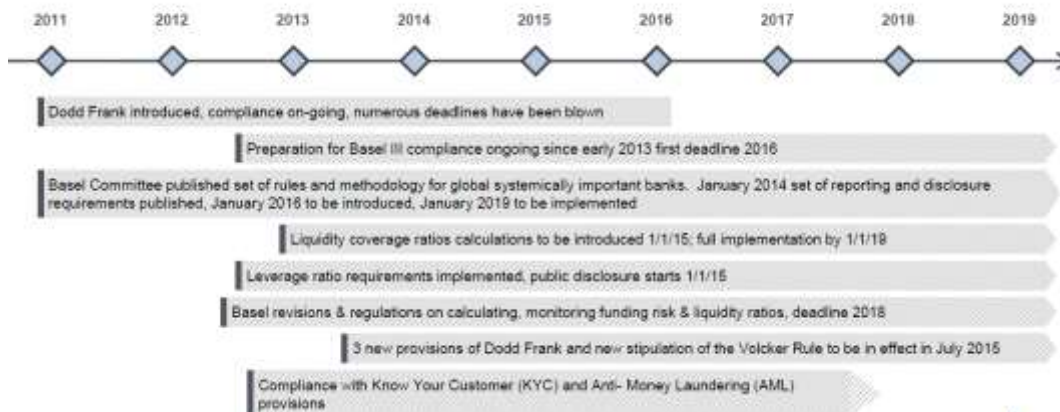 2011 2012 2013 2014 2015 2016 2017 2018 2019
Dodd Frank introduced, compliance on-going, numerous deadlines have been blown
Preparation for Basel III compliance ongoing since early 2013 first deadline 2016
Basel Committee published set of rules and methodology for global systemically important banks. January 2014 set of reporting and disclosure
requirements published, January 2016 to be introduced, January 2019 to be implemented
Liquidity coverage ratios calculations to be introduced 1/1/15; full implementation by 1/1/19
Leverage ratio requirements implemented, public disclosure starts 1/1/15
Basel revisions & regulations on calculating, monitoring funding risk & liquidity ratios, deadline 2018
3 new provisions of Dodd Frank and new stipulation of the Volcker Rule to be in effect in July 2015
Compliance with Know Your Customer (KYC) and Anti- Money Laundering (AML)
provisions